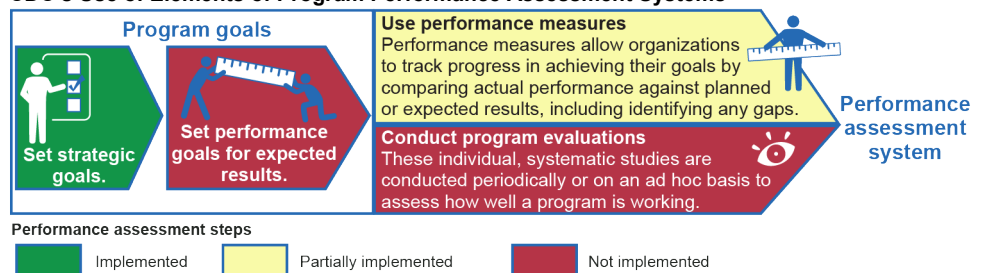 Program goals
Set strategic
goals.
Set performance
goals for expected
results.
Use performance measures
Performance measures allow organizations
to track progress in achieving their goals by
comparing actual performance against planned
or expected results, including identifying any gaps.
Conduct program evaluations
These individual, systematic studies are
conducted periodically or on an ad hoc basis to
assess how well a program is working.
Performance
assessment
system
Performance assessment steps
Implemented
Partially implemented
Not implemented